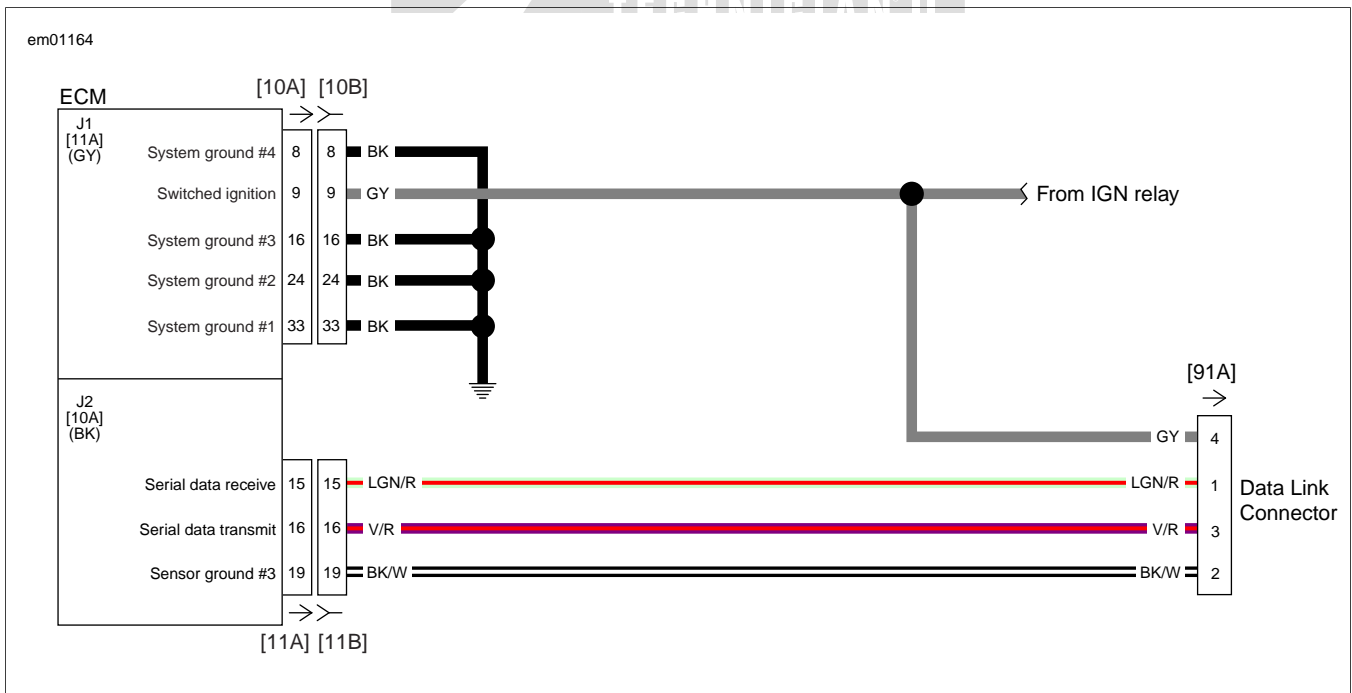 TECHNICIAN
em01164
[10A] [10B]
ECM
J1
[11A]
(GY)
System ground #4 8 8 BK
Switched ignition 9 9 GY
From IGN relay
System ground #3 16 16 BK
System ground #2 24 24 BK
System ground #1 33 33 BK
[91A]
J2
[10A]
(BK)
GY 4
Serial data receive 15 15 LGN/R LGN/R 1
Data Link
Connector
Serial data transmit 16 16 V/R V/R 3
Sensor ground #3 19 19 BK/W BK/W 2
[11A] [11B]